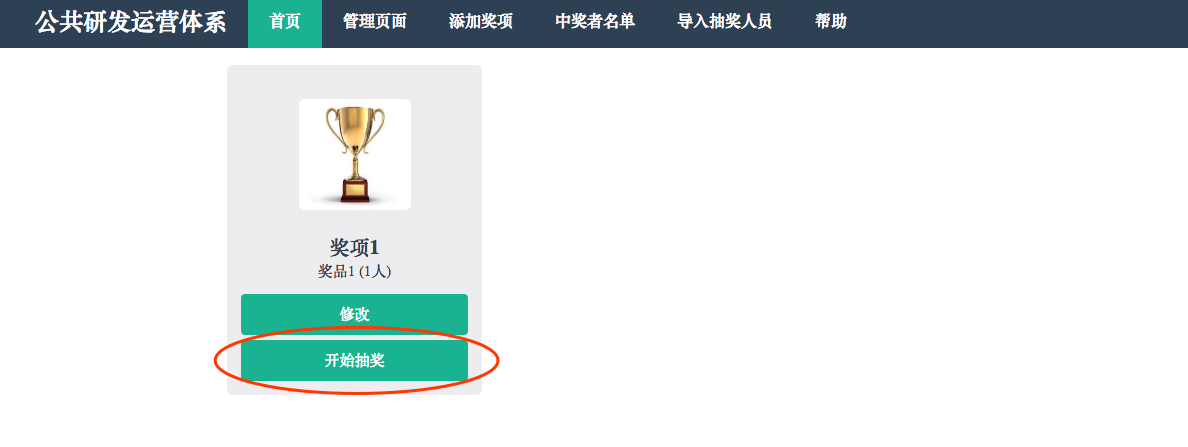 公共研发运营体系 首页 管理页面 添加奖项 中奖者名单 导入抽奖人员 帮助
奖项1
奖品1 (1人)
修改
开始抽奖